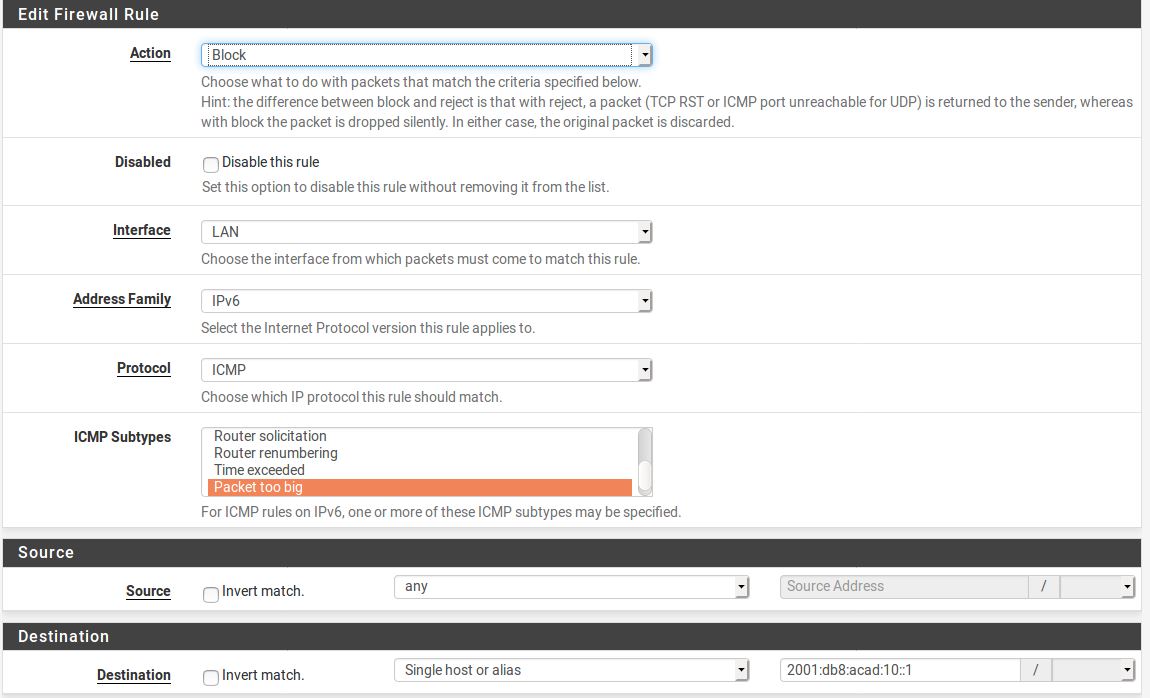 Edit Firewall Rule
Action
Block
Choose what to do with packets that match the criteria specified below.
Hint: the difference between block and reject is that with reject, a packet (TCP RST or ICMP port unreachable for UDP) is returned to the sender, whereas
with block the packet is dropped silently. In either case, the original packet is discarded.
Disabled
Disable this rule
Set this option to disable this rule without removing it from the list.
Interface
LAN
Choose the interface from which packets must come to match this rule.
Address Family
IPv6
Select the Internet Protocol version this rule applies to.
Protocol
ICMP
Choose which IP protocol this rule should match.
ICMP Subtypes
Router solicitation
Router renumbering
Time exceeded
Packet too big
For ICMP rules on IPv6, one or more of these ICMP subtypes may be specified.
Source
Source
Invert match.
any
Source Address
/
Destination
Destination
Invert match.
Single host or alias
2001:db8:acad:10::1
/